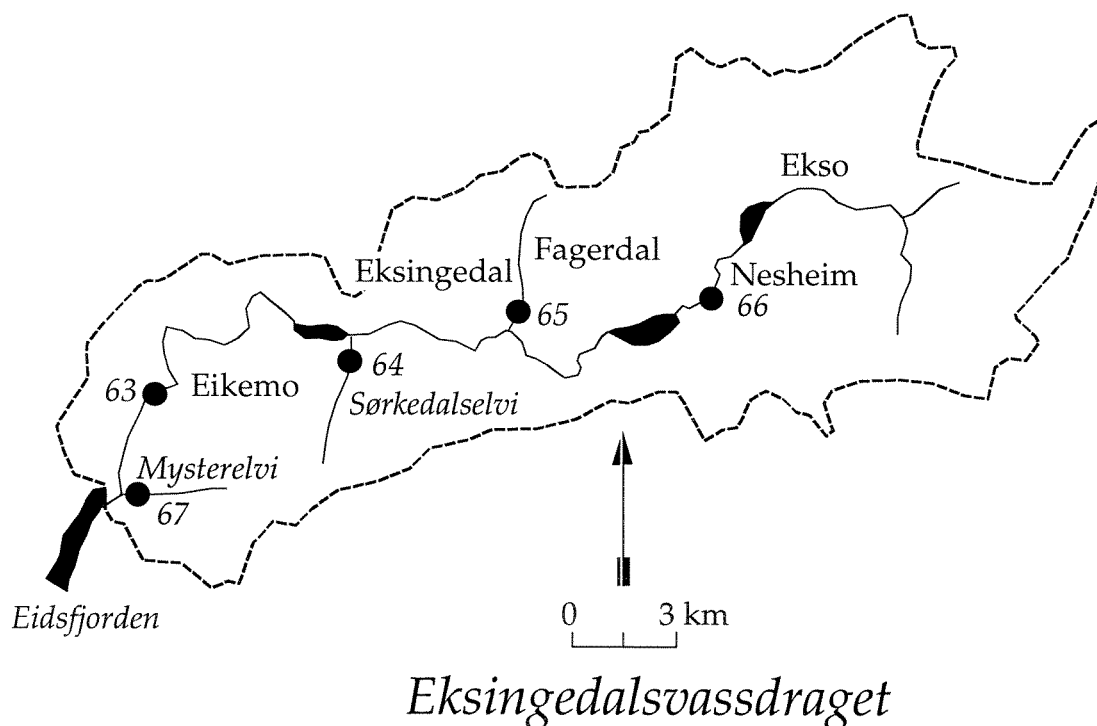 Ekso
Fagerdal
Eksingedal
Nesheim
66
65
64
63
Eikemo
Sørkedalselvi
Mysterelvi
67
Eidsfjorden
0 3 km
Eksingedalsvassdraget